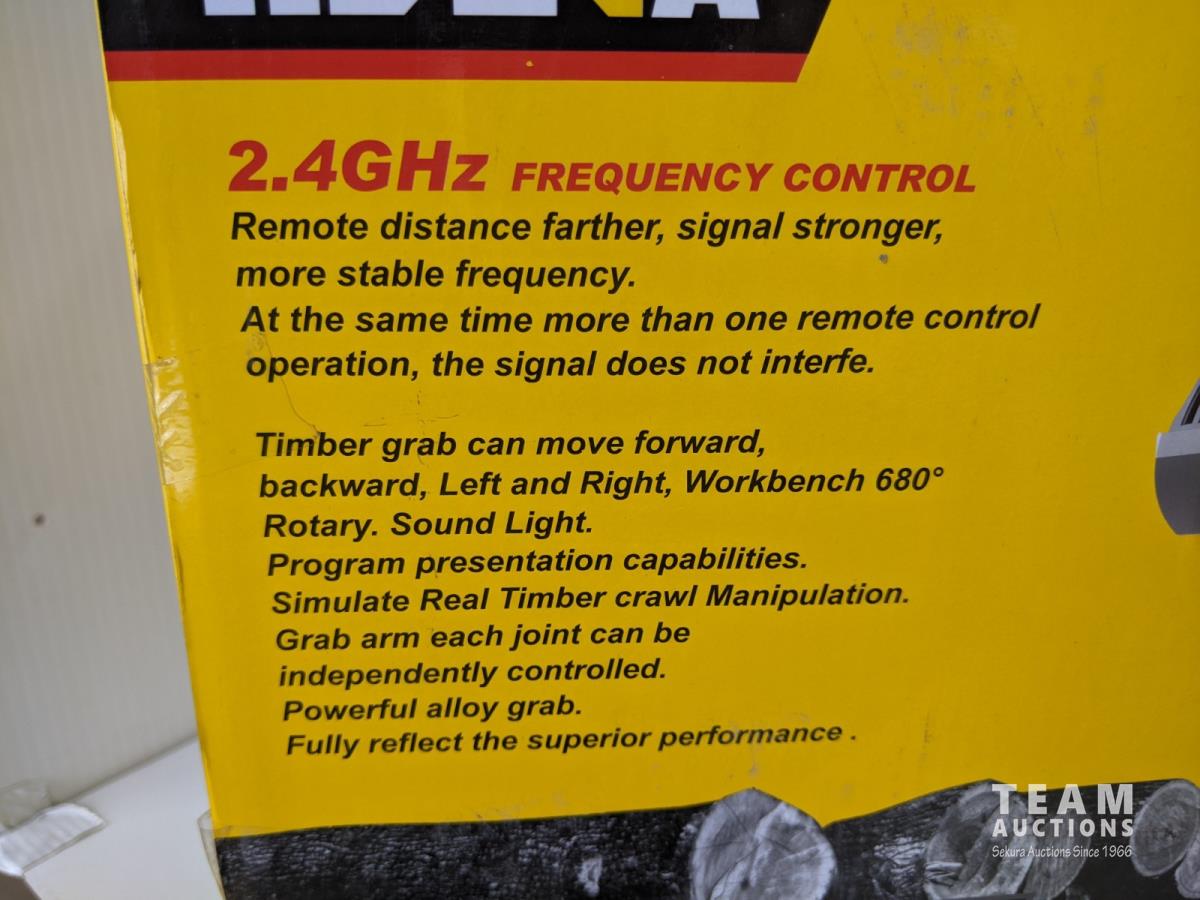 2.4GHz FREQUENCY CONTROL
Remote distance farther, signal stronger,
more stable frequency.
At the same time more than one remote control
operation, the signal does not interfe.
Timber grab can move forward,
backward, Left and Right, Workbench 680°
Rotary. Sound Light.
Program presentation capabilities.
Simulate Real Timber crawl Manipulation.
Grab arm each joint can be
independently controlled.
Powerful alloy grab.
Fully reflect the superior performance .
TEAM
AUCTIONS
Sekura Auctions Since 1966